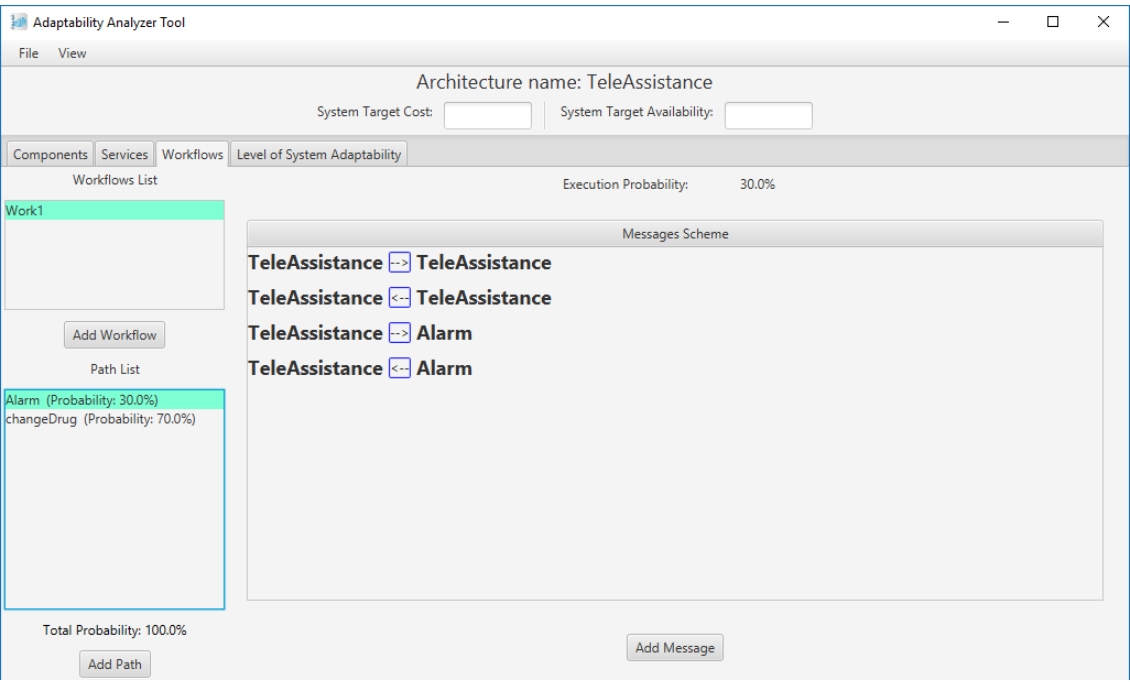 Adaptability Analyzer Tool
File View
Architecture name: TeleAssistance
System Target Cost: System Target Availability:
Components Services Workflows Level of System Adaptability
Workflows List
Work1
Add Workflow
Path List
Alarm (Probability: 30.0%)
changeDrug (Probability: 70.0%)
Total Probability: 100.0%
Add Path
Execution Probability: 30.0%
Messages Scheme
TeleAssistance --> TeleAssistance
TeleAssistance <-- TeleAssistance
TeleAssistance --> Alarm
TeleAssistance <-- Alarm
Add Message